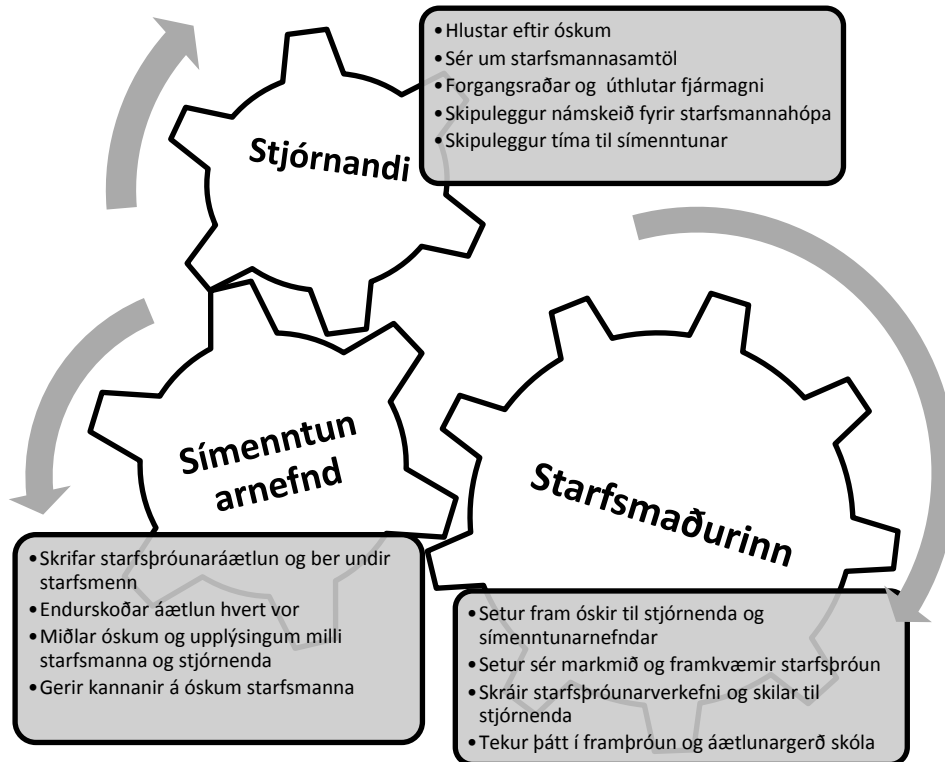 • Hlustar eftir óskum
• Sér um starfsmannasamtöl
• Forgangsraðar og  úthlutar fjármagni
• Skipuleggur námskeið fyrir starfsmannahópa
• Skipuleggur tíma til símenntunar
Stjórnandi
Símenntun
arnefnd
Starfsmaðurinn
• Skrifar starfsþróunaráætlun og ber undir
starfsmenn
• Endurskoðar áætlun hvert vor
• Miðlar óskum og upplýsingum milli
starfsmanna og stjórnenda
• Gerir kannanir á óskum starfsmanna
• Setur fram óskir til stjórnenda og
símenntunarnefndar
• Setur sér markmið og framkvæmir starfsþróun
• Skráir starfsþróunarverkefni og skilar til
stjórnenda
• Tekur þátt í framþróun og áætlunargerð skóla